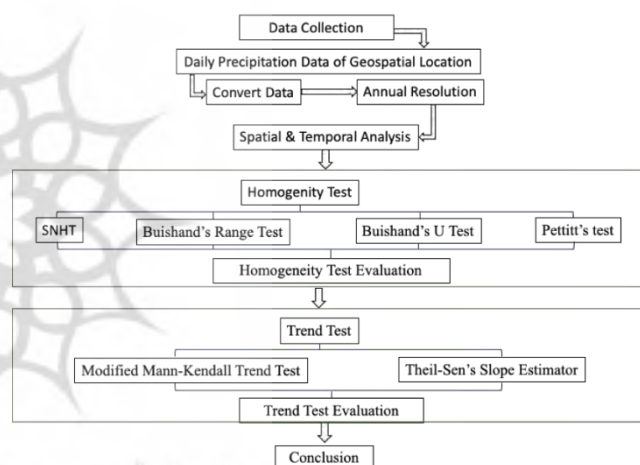 Data Collection
Daily Precipitation Data of Geospatial Location
Convert Data
Annual Resolution
Spatial & Temporal Analysis
Homogenity Test
SNHT
Buishand's Range Test
Buishand's U Test
Pettitt's test
Homogeneity Test Evaluation
Trend Test
Modified Mann-Kendall Trend Test
Theil-Sen's Slope Estimator
Trend Test Evaluation
Conclusion